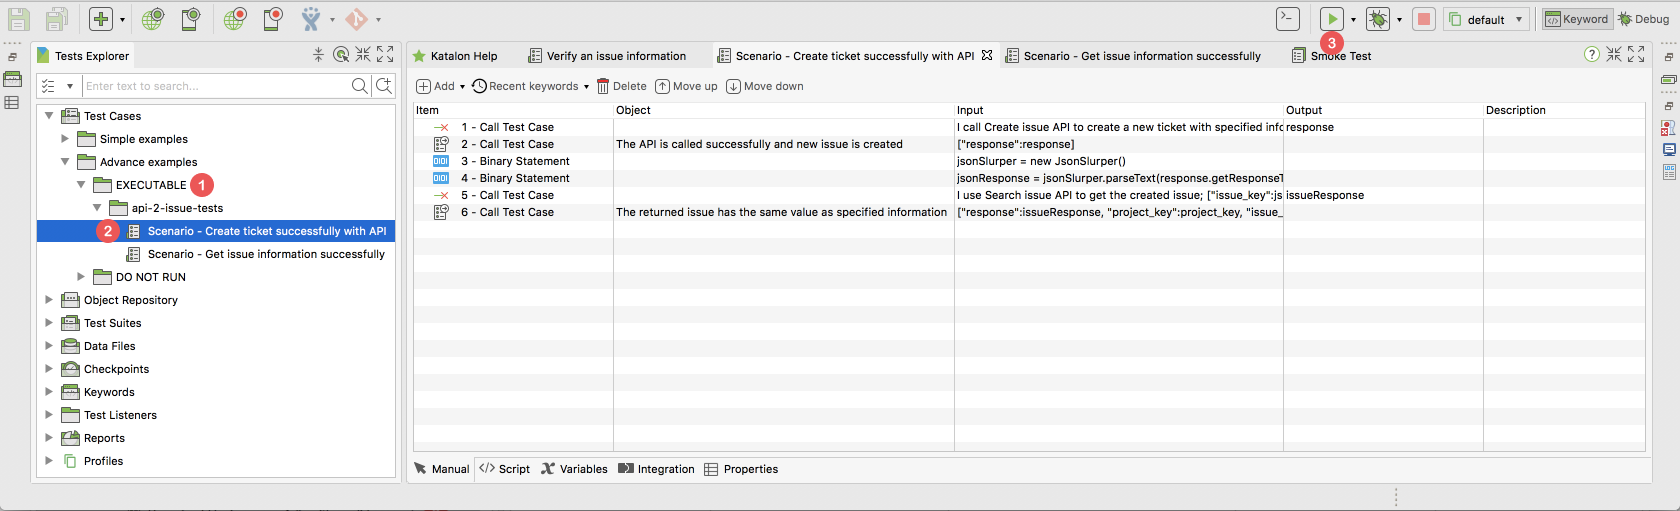 default
Keyword
Debug
3
Tests Explorer
Enter text to search...
Test Cases
Simple examples
Advance examples
EXECUTABLE 1
api-2-issue-tests
2 Scenario - Create ticket successfully with API
Scenario - Get issue information successfully
DO NOT RUN
Object Repository
Test Suites
Data Files
Checkpoints
Keywords
Test Listeners
Reports
Profiles
Katalon Help
Verify an issue information
Scenario - Create ticket successfully with API
Scenario - Get issue information successfully
Smoke Test
Add
Recent keywords
Delete
Move up
Move down
Item Object Input Output Description
1 - Call Test Case I call Create issue API to create a new ticket with specified info response
2 - Call Test Case The API is called successfully and new issue is created ["response":response]
3 - Binary Statement jsonSlurper = new JsonSlurper()
4 - Binary Statement jsonResponse = jsonSlurper.parseText(response.getResponseT
5 - Call Test Case I use Search issue API to get the created issue; ["issue_key":js issueResponse
6 - Call Test Case The returned issue has the same value as specified information ["response":issueResponse, "project_key":project_key, "issue_
Manual
</> Script
Variables
Integration
Properties